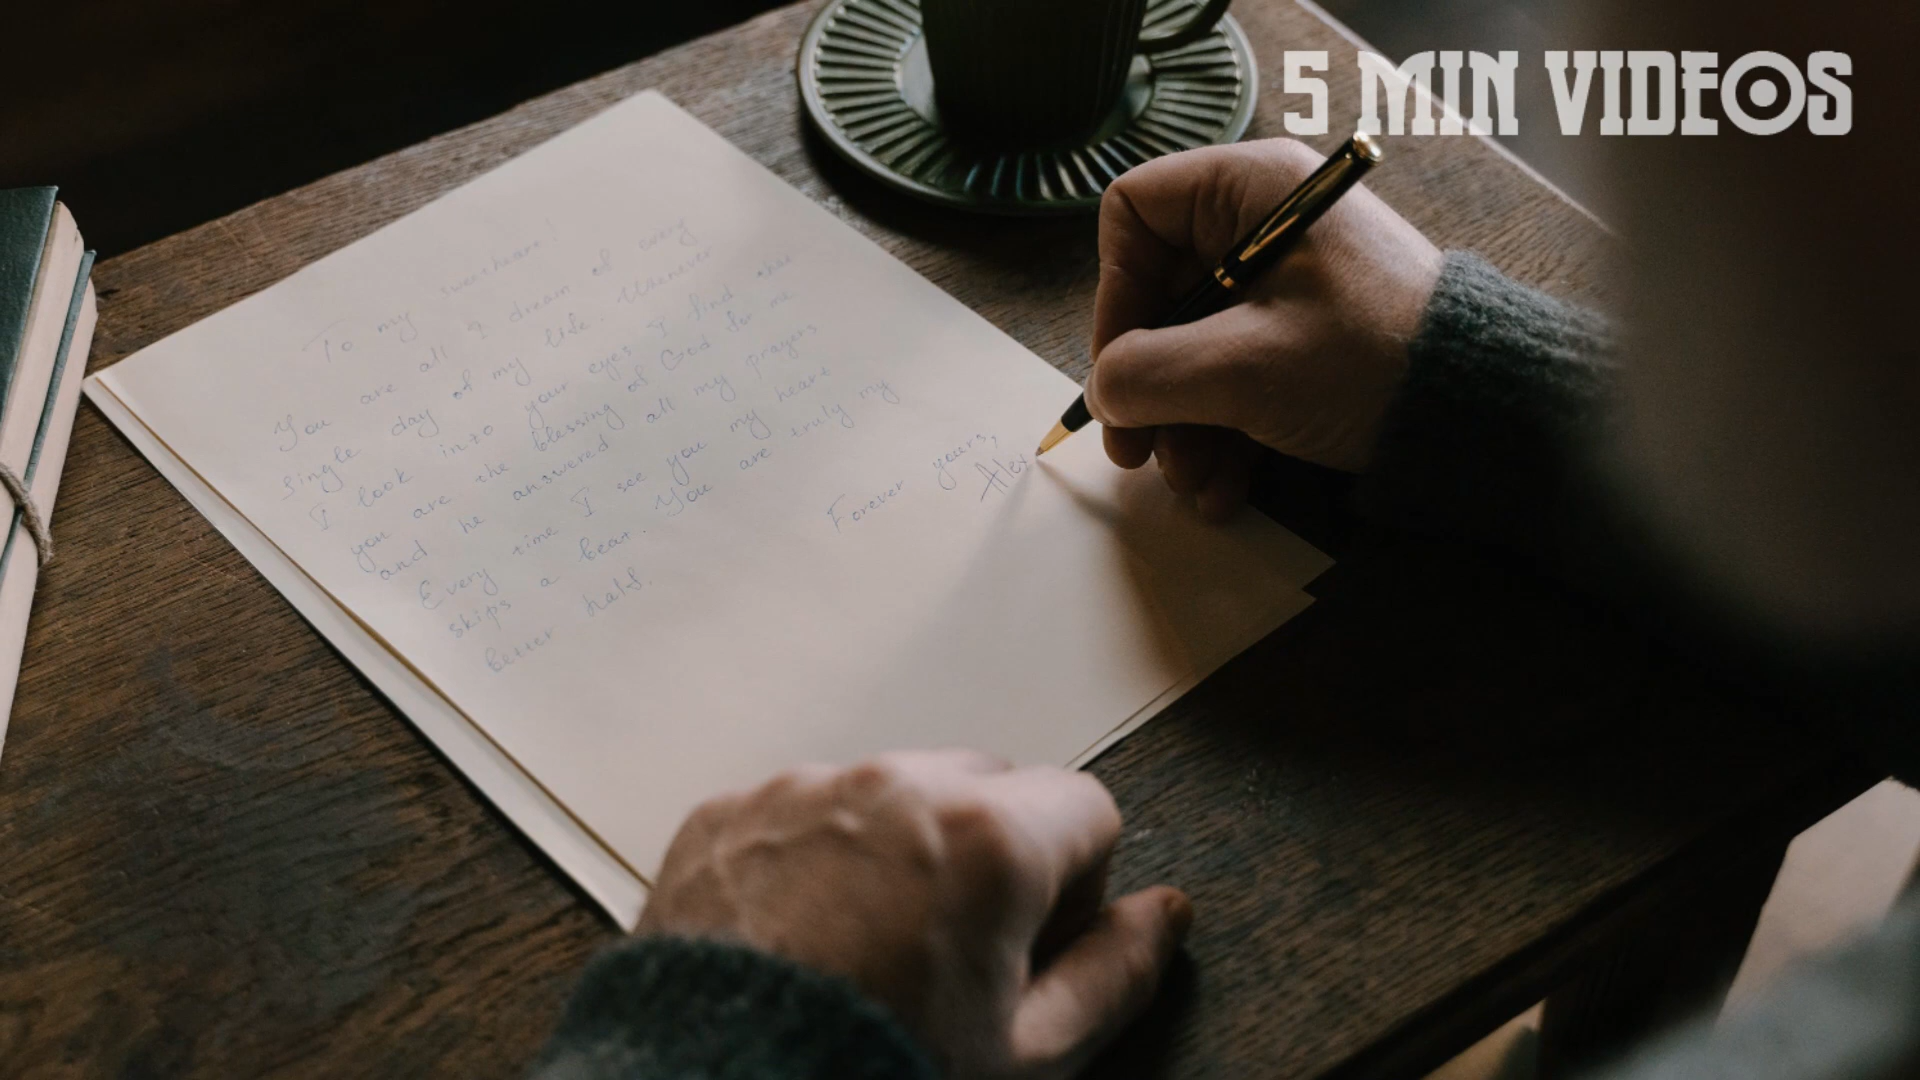 5 MIN VIDEOS
To my sweetheart!
You are all I dream of every
single day of my life. Whenever
I look into your eyes I find that
you are the blessing of God for me
and he answered all my prayers
Every time I see you my heart
skips a beat. You are truly my
better half.
Forever yours,
Alex